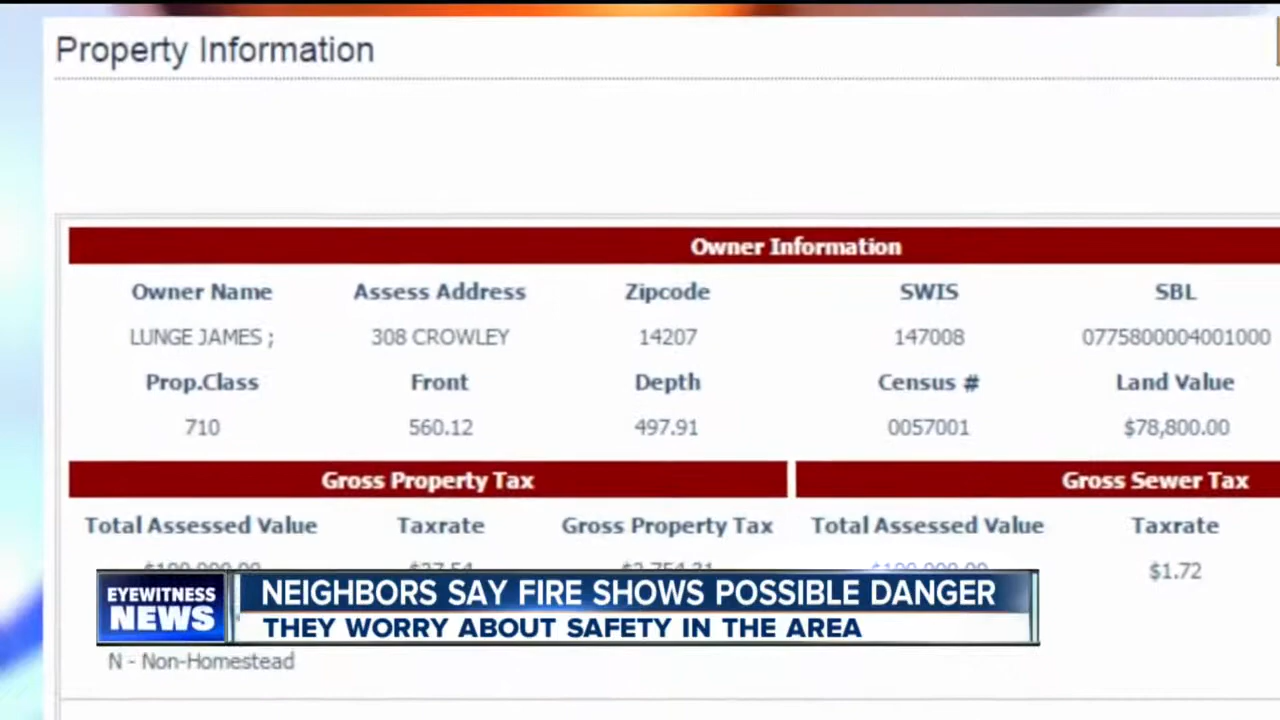 Property Information
Owner Information
Owner Name Assess Address Zipcode SWIS SBL
LUNGE JAMES ; 308 CROWLEY 14207 147008 0775800004001000
Prop.Class Front Depth Census # Land Value
710 560.12 497.91 0057001 $78,800.00
Gross Property Tax Gross Sewer Tax
Total Assessed Value Taxrate Gross Property Tax Total Assessed Value Taxrate
$1.72
EYEWITNESS
NEWS
NEIGHBORS SAY FIRE SHOWS POSSIBLE DANGER
THEY WORRY ABOUT SAFETY IN THE AREA
N - Non-Homestead